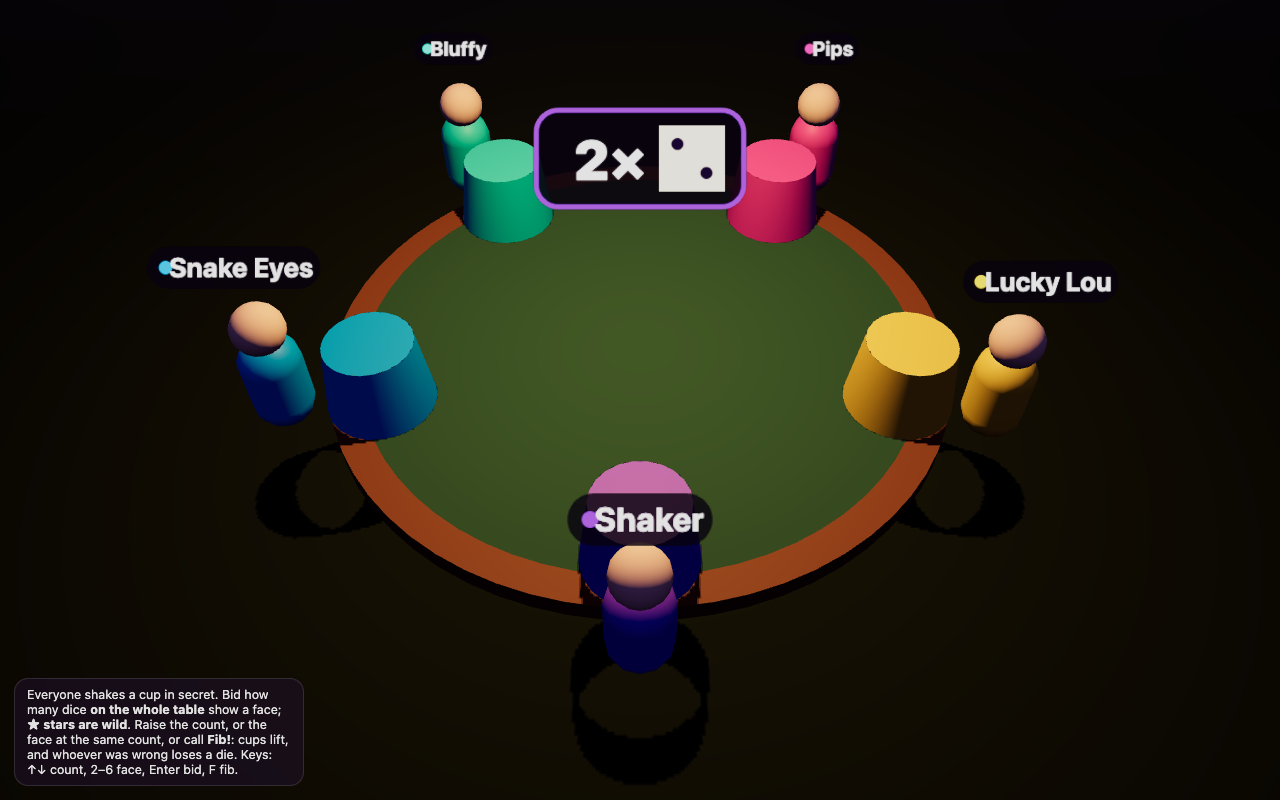 Bluffy
Pips
2×
Snake Eyes
Lucky Lou
Shaker
Everyone shakes a cup in secret. Bid how
many dice on the whole table show a face;
★ stars are wild. Raise the count, or the
face at the same count, or call Fib!: cups lift,
and whoever was wrong loses a die. Keys:
↑↓ count, 2–6 face, Enter bid, F fib.